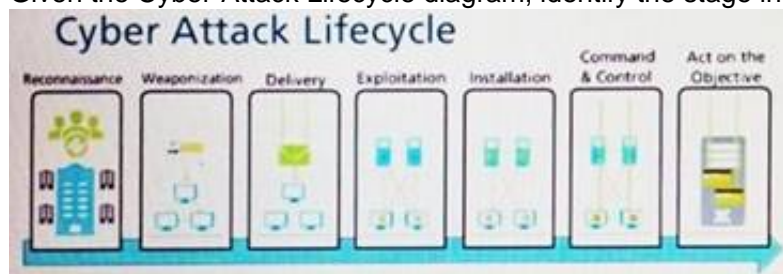 Given the Cyber Attack Lifecycle diagram, identify the stage in
Cyber Attack Lifecycle
Reconnaissance Weaponization Delivery Exploitation Installation Command & Control Act on the Objective